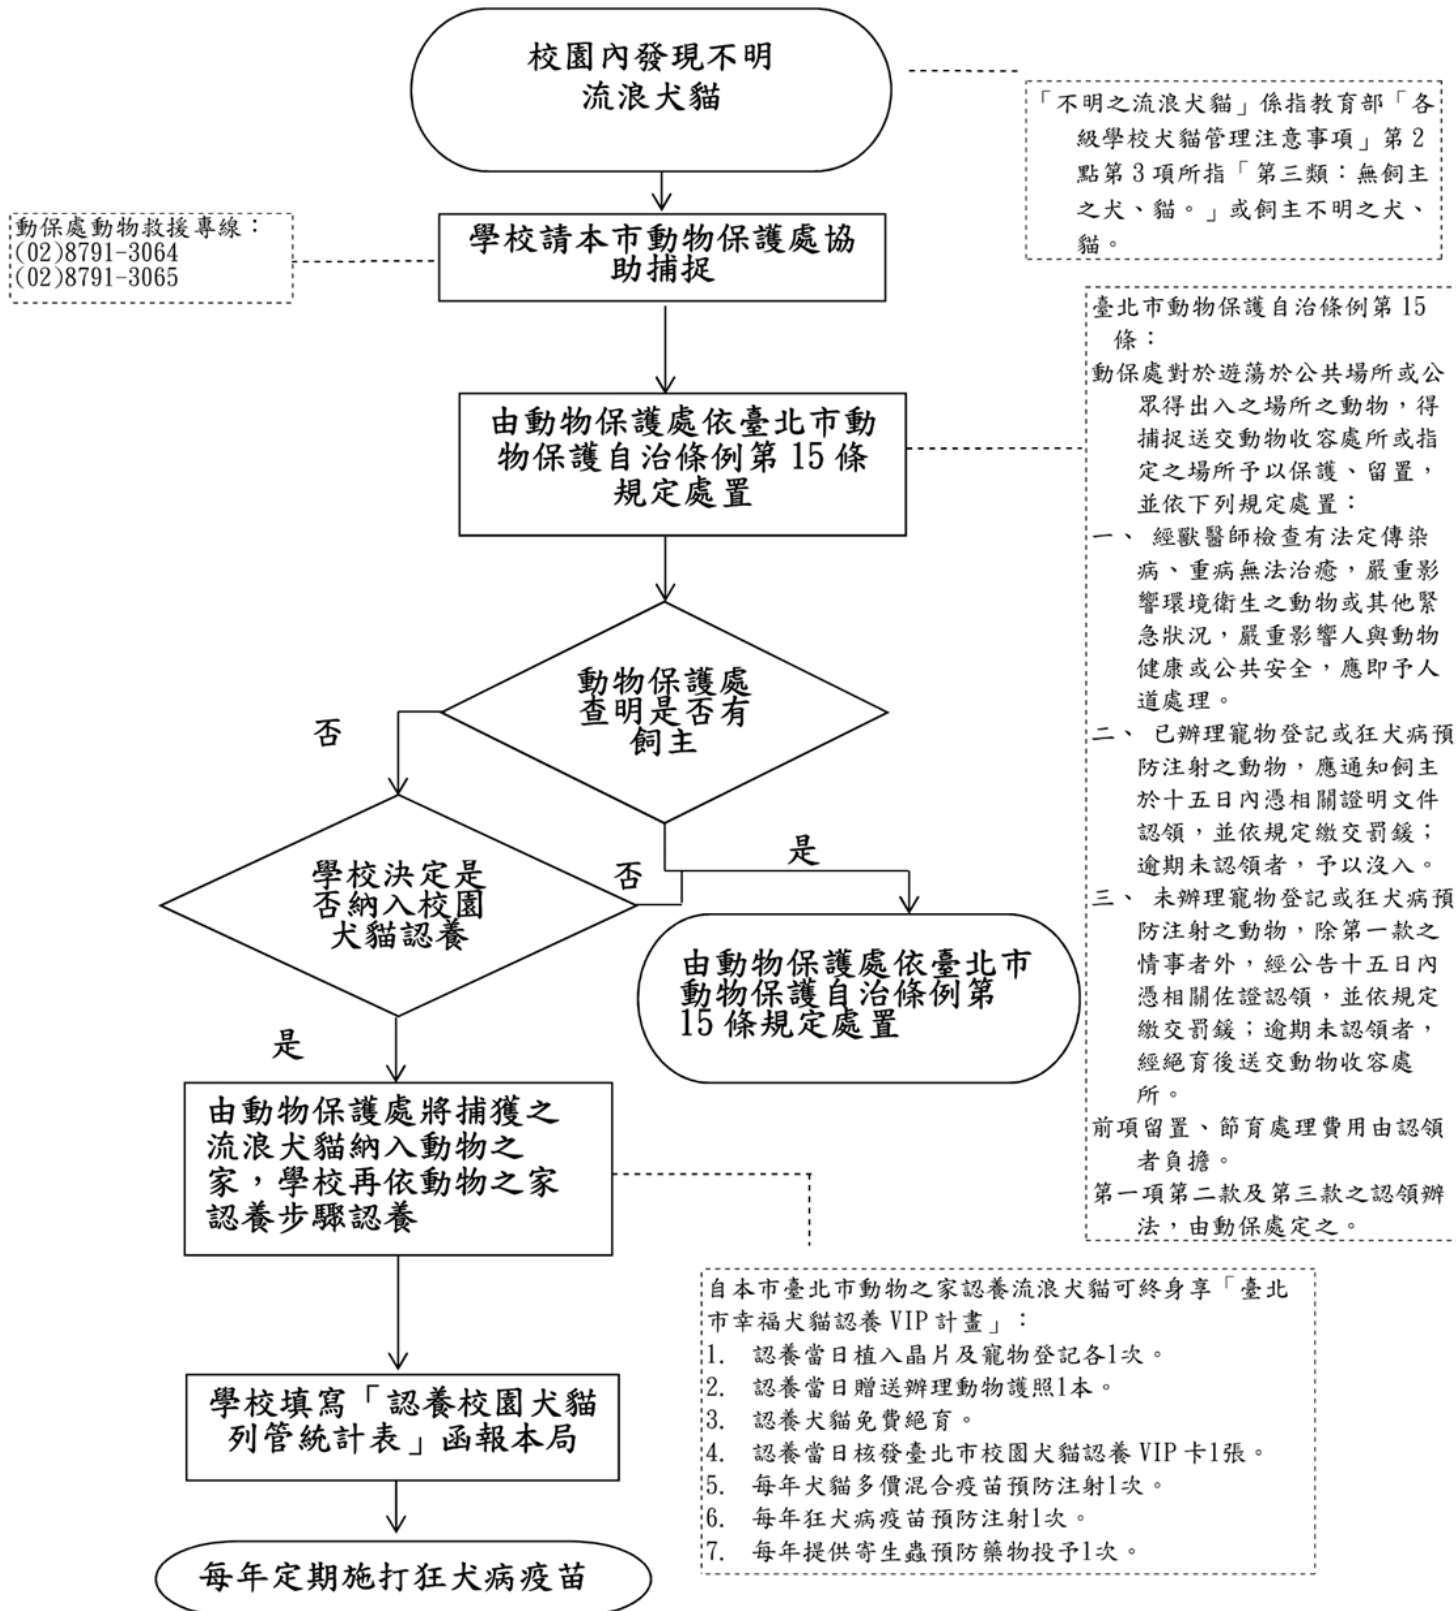 校園內發現不明
流浪犬貓
「不明之流浪犬貓」係指教育部「各
級學校犬貓管理注意事項」第2
點第3項所指「第三類：無飼主
之犬、貓。」或飼主不明之犬、
貓。
動保處動物救援專線：
(02)8791-3064
(02)8791-3065
學校請本市動物保護處協
助捕捉
臺北市動物保護自治條例第15
條：
動保處對於遊蕩於公共場所或公
眾得出入之場所之動物，得
捕捉送交動物收容處所或指
定之場所予以保護、留置，
並依下列規定處置：
一、 經獸醫師檢查有法定傳染
病、重病無法治癒，嚴重影
響環境衛生之動物或其他緊
急狀況，嚴重影響人與動物
健康或公共安全，應即予人
道處理。
二、 已辦理寵物登記或狂犬病預
防注射之動物，應通知飼主
於十五日內憑相關證明文件
認領，並依規定繳交罰鍰；
逾期未認領者，予以沒入。
三、 未辦理寵物登記或狂犬病預
防注射之動物，除第一款之
情事者外，經公告十五日內
憑相關佐證認領，並依規定
繳交罰鍰；逾期未認領者，
經絕育後送交動物收容處
所。
前項留置、節育處理費用由認領
者負擔。
第一項第二款及第三款之認領辦
法，由動保處定之。
由動物保護處依臺北市動
物保護自治條例第15條
規定處置
動物保護處
查明是否有
飼主
否
是
學校決定是
否納入校園
犬貓認養
否
是
由動物保護處依臺北市
動物保護自治條例第
15條規定處置
由動物保護處將捕獲之
流浪犬貓納入動物之
家，學校再依動物之家
認養步驟認養
自本市臺北市動物之家認養流浪犬貓可終身享「臺北
市幸福犬貓認養VIP計畫」：
1. 認養當日植入晶片及寵物登記各1次。
2. 認養當日贈送辦理動物護照1本。
3. 認養犬貓免費絕育。
4. 認養當日核發臺北市校園犬貓認養VIP卡1張。
5. 每年犬貓多價混合疫苗預防注射1次。
6. 每年狂犬病疫苗預防注射1次。
7. 每年提供寄生蟲預防藥物投予1次。
學校填寫「認養校園犬貓
列管統計表」函報本局
每年定期施打狂犬病疫苗